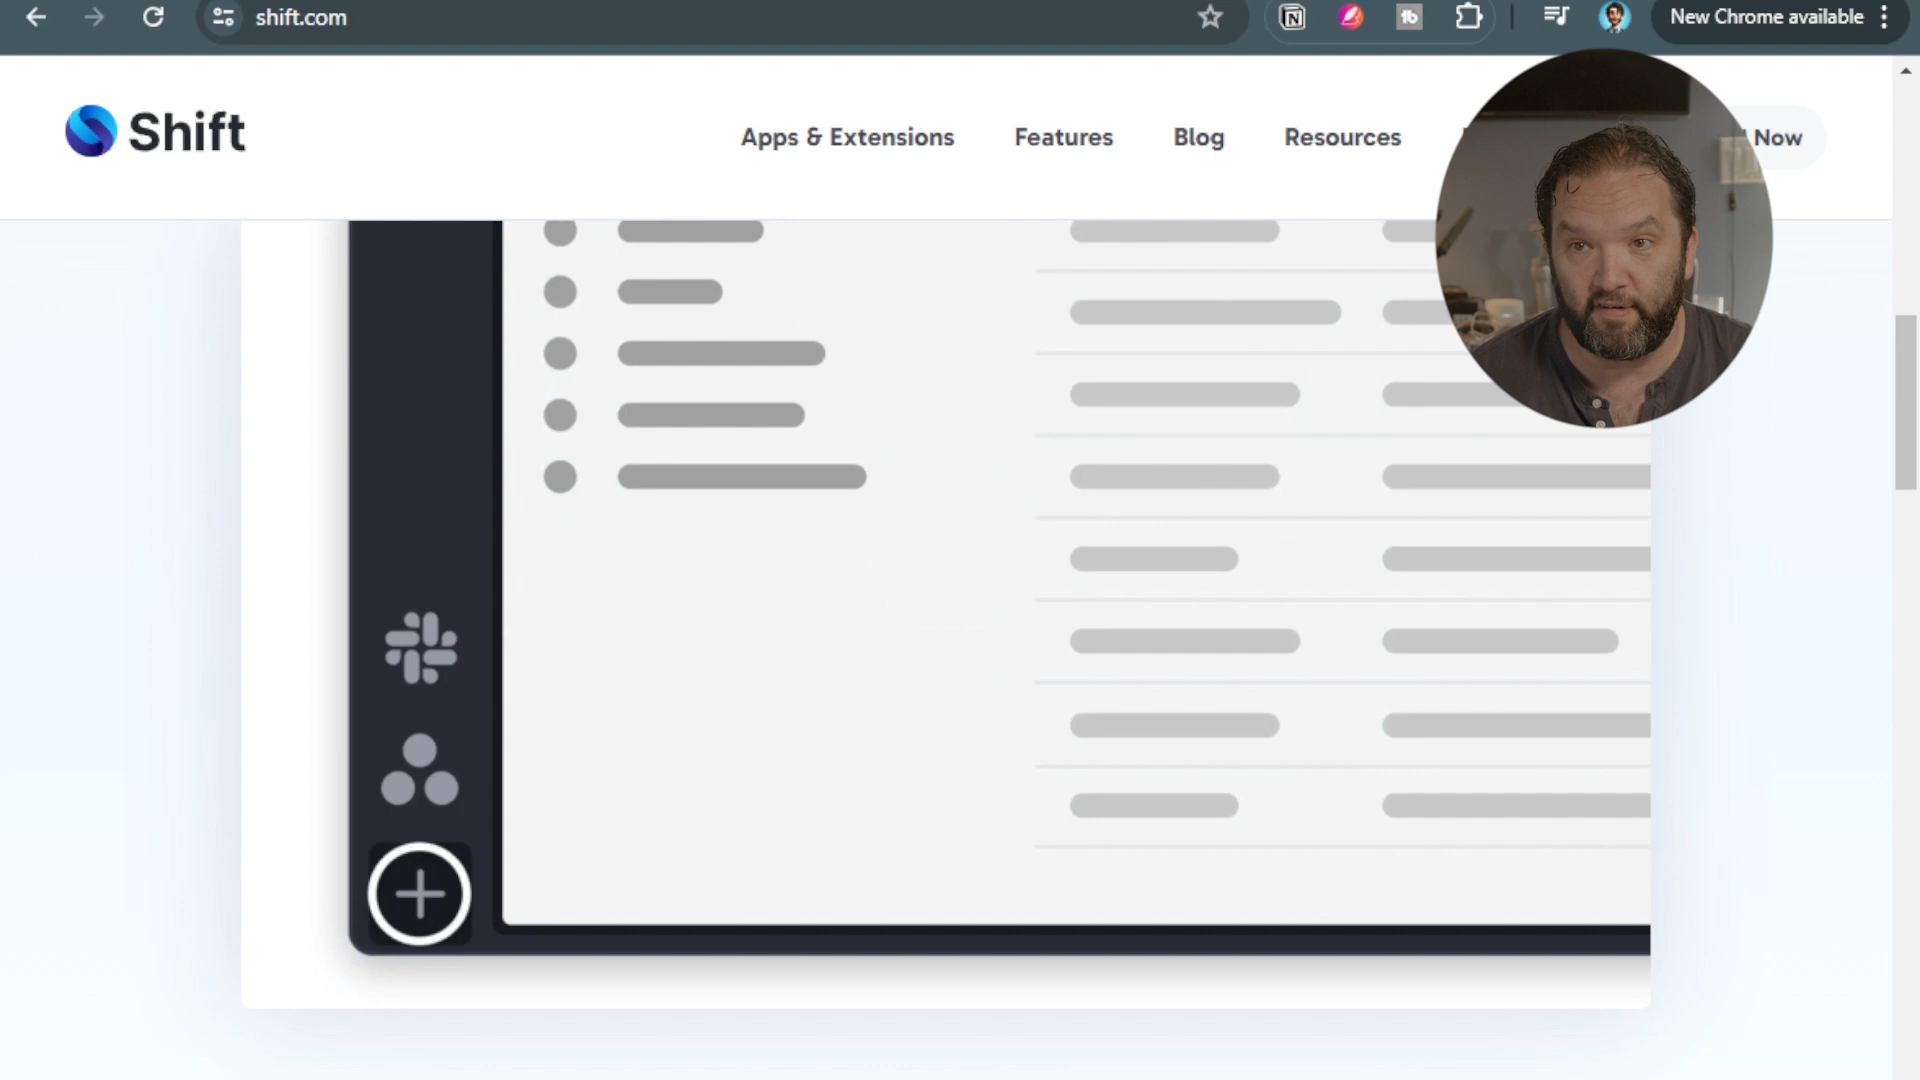 shift.com
New Chrome available
Shift
Apps & Extensions
Features
Blog
Resources
Now